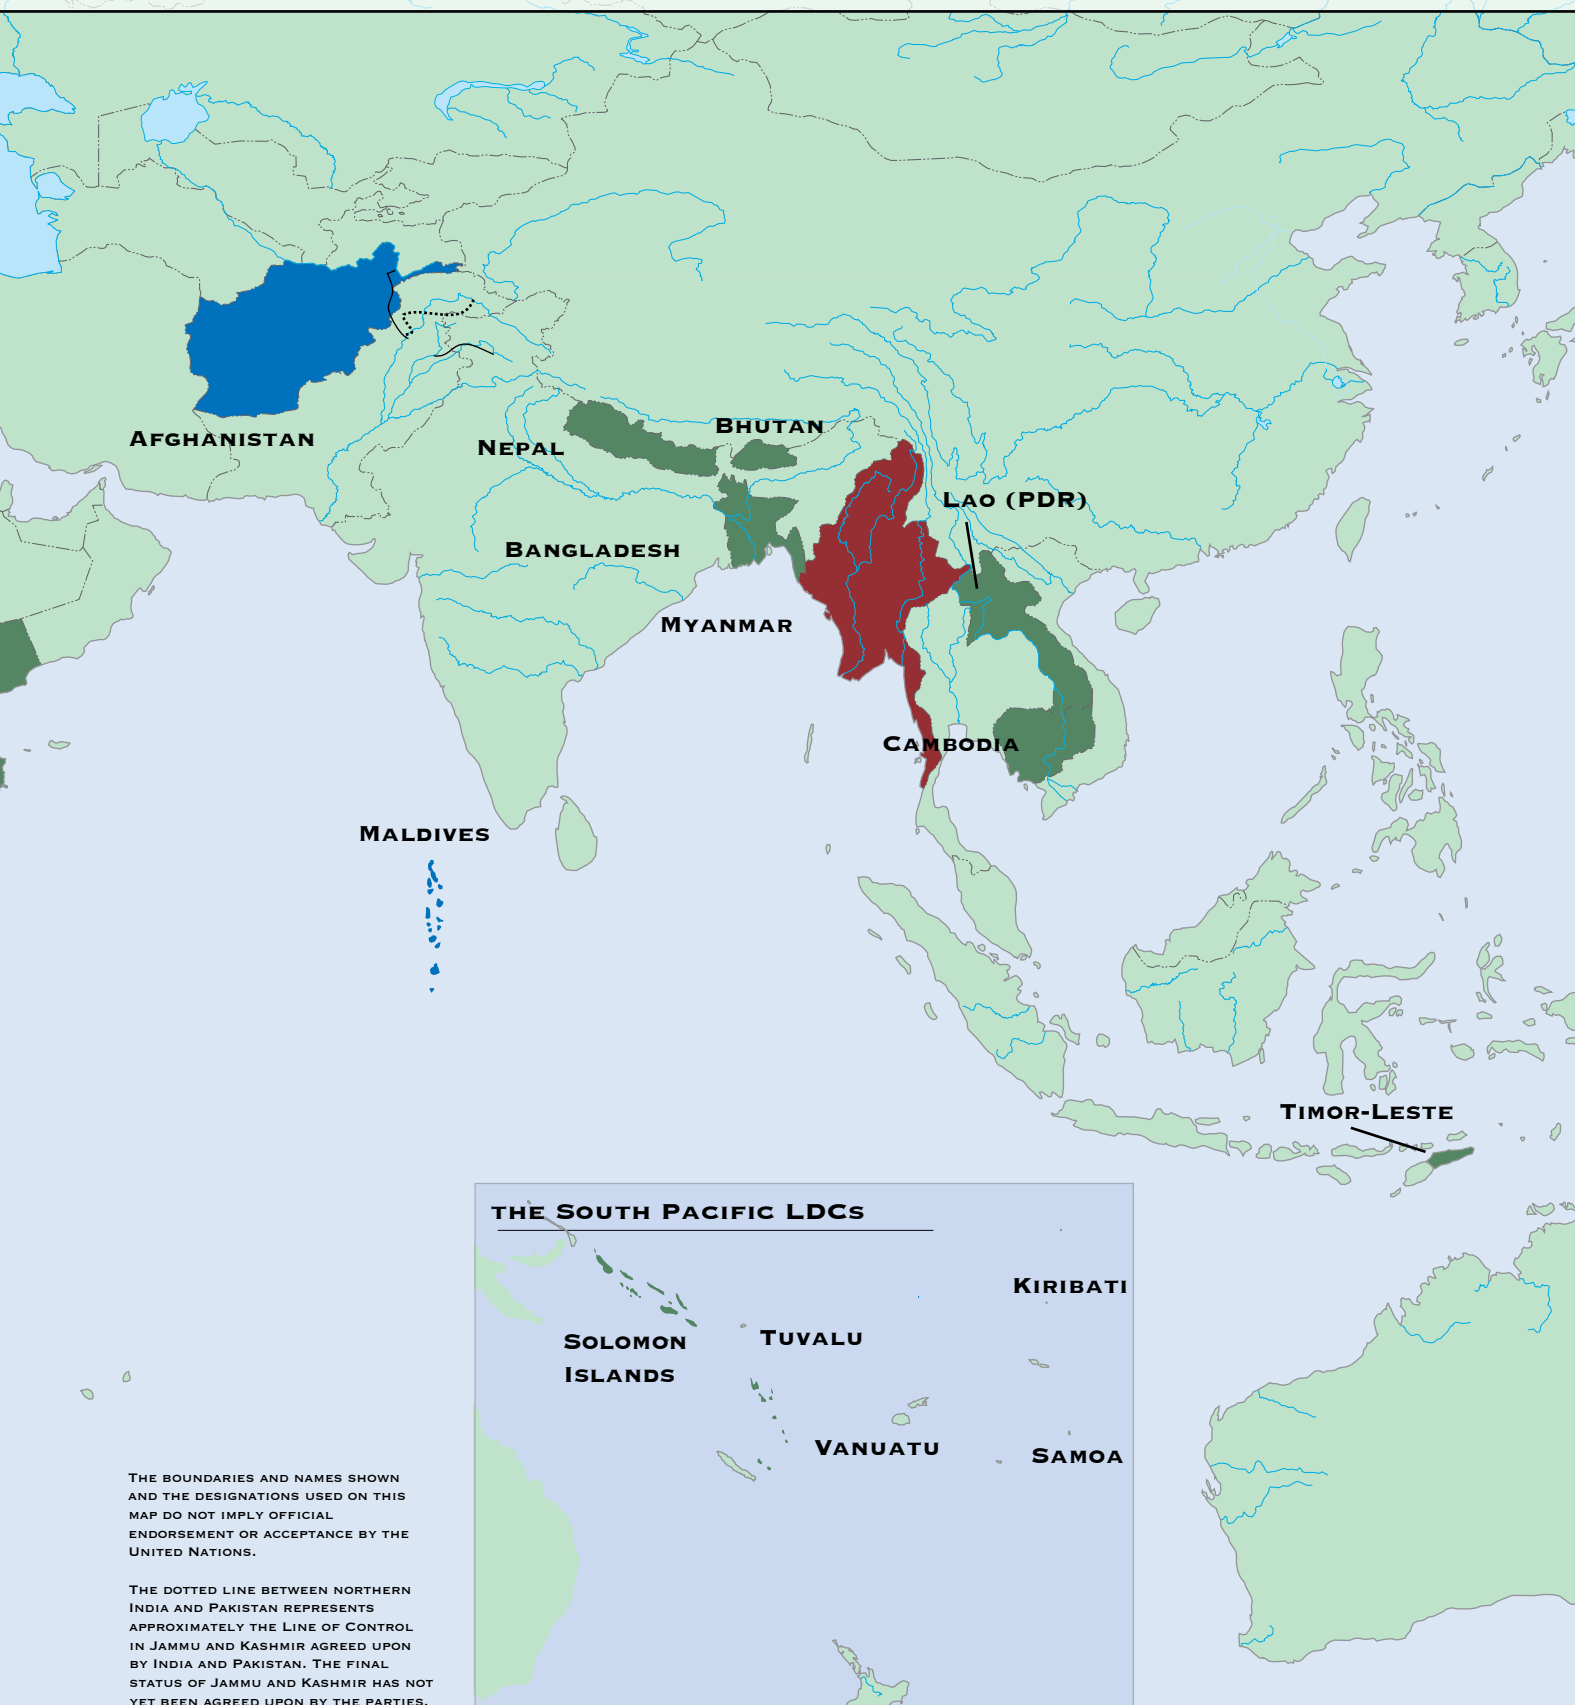 Afghanistan
Bhutan
Nepal
Lao (PDR)
Bangladesh
Myanmar
Cambodia
Maldives
Timor-Leste
the South Pacific LDCs
Kiribati
Solomon
Islands
Tuvalu
Vanuatu
Samoa
The boundaries and names shown
and the designations used on this
map do not imply official
endorsement or acceptance by the
United Nations.
The dotted line between northern
India and Pakistan represents
approximately the Line of Control
in Jammu and Kashmir agreed upon
by India and Pakistan. The final
status of Jammu and Kashmir has not
yet been agreed upon by the parties.